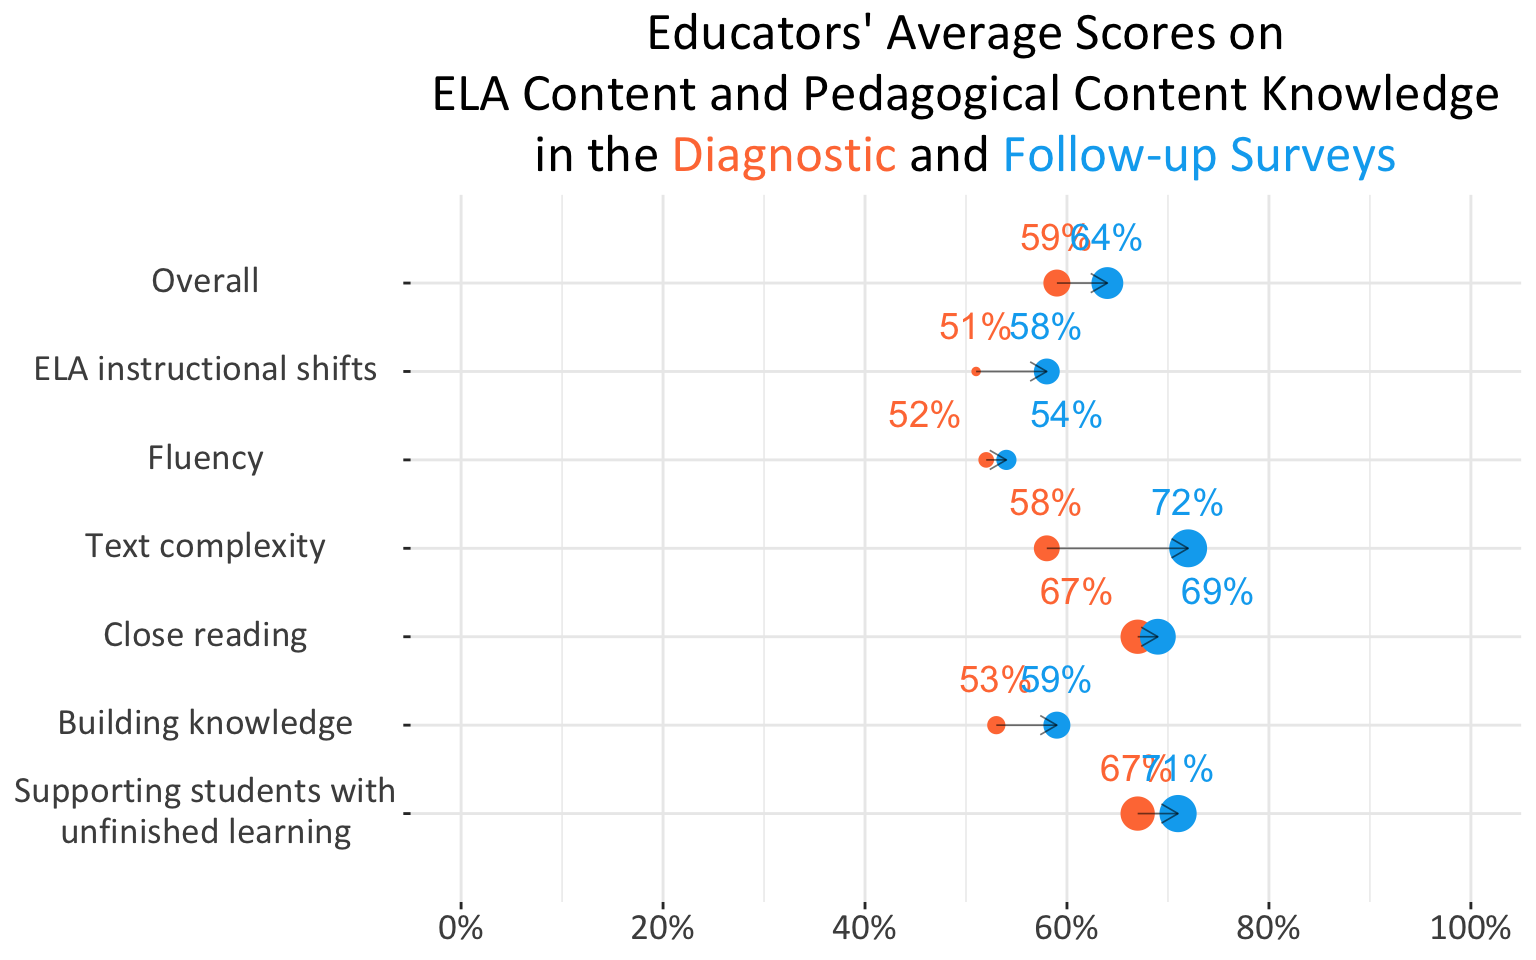 Educators' Average Scores on
ELA Content and Pedagogical Content Knowledge
in the Diagnostic and Follow-up Surveys
59% 64%
Overall
51% 58%
ELA instructional shifts
52% 54%
Fluency
58% 72%
Text complexity
67% 69%
Close reading
53% 59%
Building knowledge
67% 71%
Supporting students with
unfinished learning
0% 20% 40% 60% 80% 100%